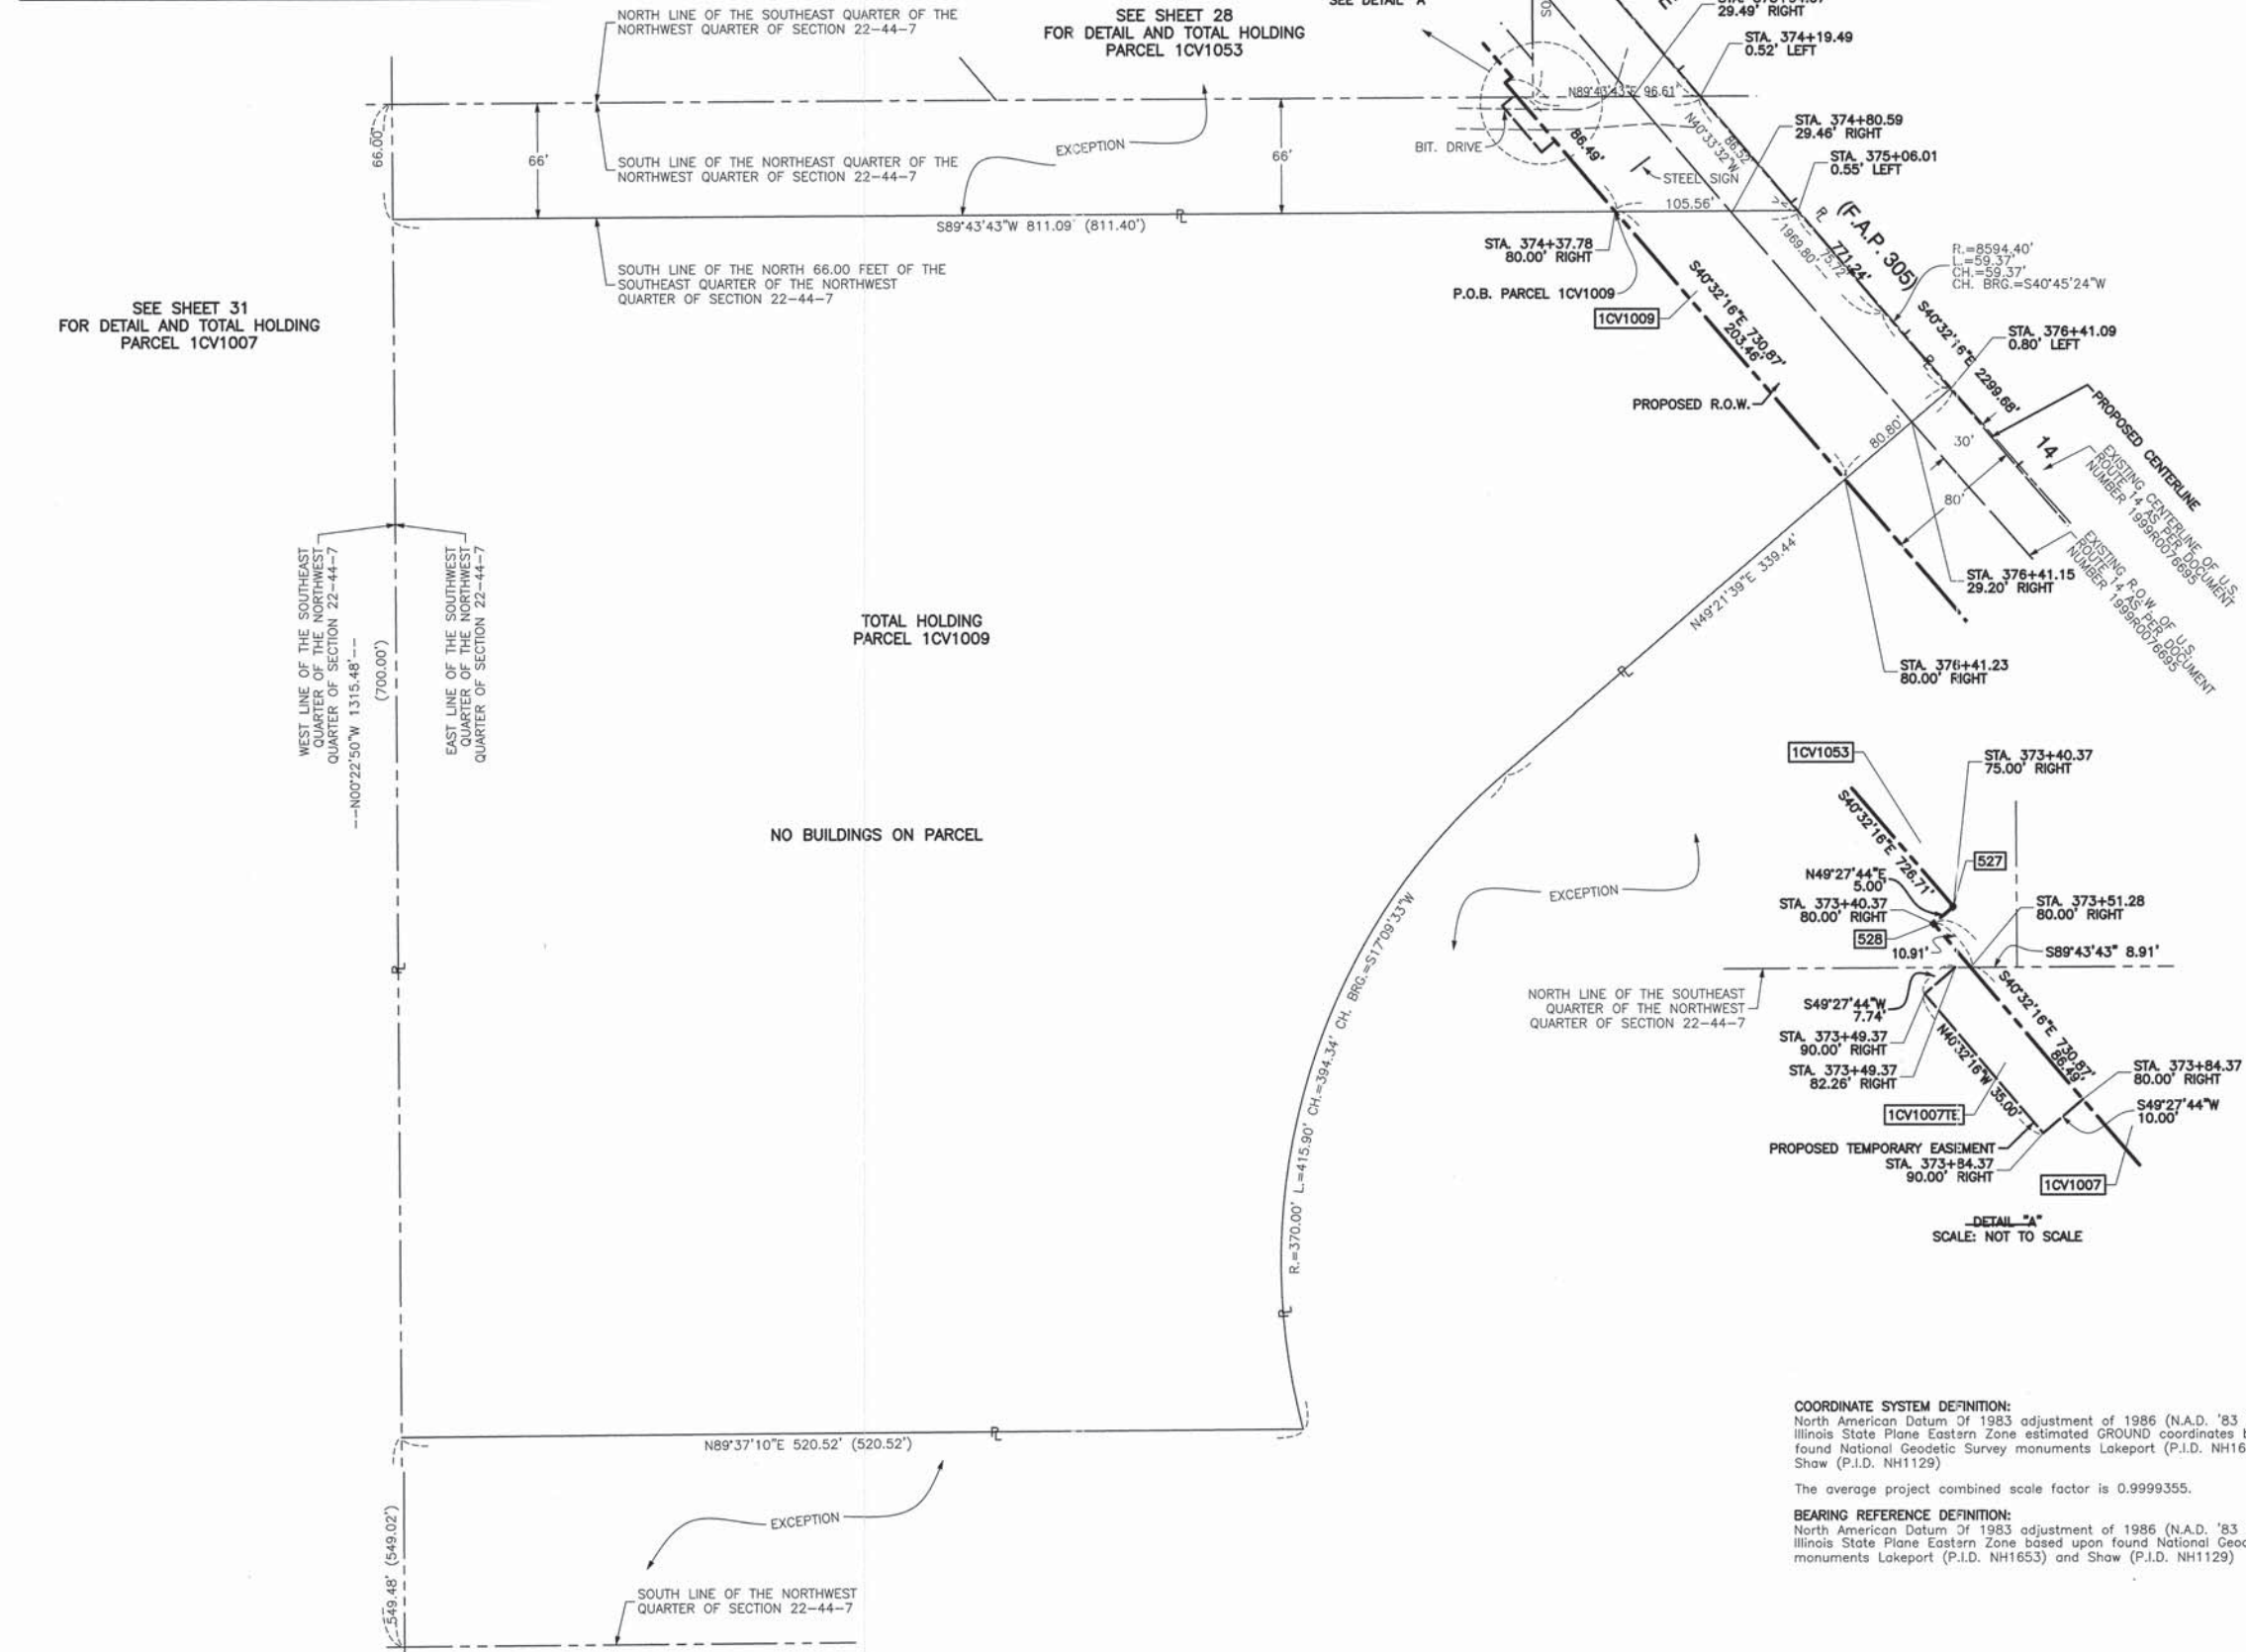 NORTH LINE OF THE SOUTHEAST QUARTER OF THE
NORTHWEST QUARTER OF SECTION 22-44-7
SEE SHEET 28
FOR DETAIL AND TOTAL HOLDING
PARCEL 1CV1053
SEE DETAIL "A"
29.49' RIGHT
STA. 374+19.49
0.52' LEFT
N89°43'43"E 96.61'
66.00'
66'
SOUTH LINE OF THE NORTHEAST QUARTER OF THE
NORTHWEST QUARTER OF SECTION 22-44-7
EXCEPTION
66'
BIT. DRIVE
86.49'
N40°33'32"W
86.52'
STEEL SIGN
STA. 374+80.59
29.46' RIGHT
STA. 375+06.01
0.55' LEFT
105.56'
S89°43'43"W 811.09' (811.40')
STA. 374+37.78
80.00' RIGHT
P.O.B. PARCEL 1CV1009
1CV1009
SOUTH LINE OF THE NORTH 66.00 FEET OF THE
SOUTHEAST QUARTER OF THE NORTHWEST
QUARTER OF SECTION 22-44-7
SEE SHEET 31
FOR DETAIL AND TOTAL HOLDING
PARCEL 1CV1007
(F.A.P. 305)
771.24'
1969.80'
75.72'
R.=8594.40'
L.=59.37'
CH.=59.37'
CH. BRG.=S40°45'24"W
S40°32'16"E 2299.68'
S40°32'16"E 730.87'
203.46'
PROPOSED R.O.W.
STA. 376+41.09
0.80' LEFT
PROPOSED CENTERLINE
14
EXISTING CENTERLINE OF U.S.
ROUTE 14 AS PER DOCUMENT
NUMBER 1999R0076695
80.80'
30'
80'
EXISTING R.O.W. OF U.S.
ROUTE 14 AS PER DOCUMENT
NUMBER 1999R0076695
STA. 376+41.15
29.20' RIGHT
STA. 376+41.23
80.00' RIGHT
N49°21'39"E 339.44'
WEST LINE OF THE SOUTHEAST
QUARTER OF THE NORTHWEST
QUARTER OF SECTION 22-44-7
--N00°22'50"W 1315.48'--
(700.00')
EAST LINE OF THE SOUTHWEST
QUARTER OF THE NORTHWEST
QUARTER OF SECTION 22-44-7
TOTAL HOLDING
PARCEL 1CV1009
NO BUILDINGS ON PARCEL
EXCEPTION
R.=370.00' L.=415.90' CH.=394.34' CH. BRG.=S17°09'33"W
1CV1053
STA. 373+40.37
75.00' RIGHT
S40°32'16"E 726.71'
527
N49°27'44"E
5.00'
STA. 373+40.37
80.00' RIGHT
528
10.91'
STA. 373+51.28
80.00' RIGHT
S89°43'43" 8.91'
NORTH LINE OF THE SOUTHEAST
QUARTER OF THE NORTHWEST
QUARTER OF SECTION 22-44-7
S49°27'44"W
7.74'
STA. 373+49.37
90.00' RIGHT
STA. 373+49.37
82.26' RIGHT
S40°32'16"E 730.87'
86.49'
N40°32'16"W 35.00'
STA. 373+84.37
80.00' RIGHT
S49°27'44"W
10.00'
1CV1007TE
PROPOSED TEMPORARY EASEMENT
STA. 373+84.37
90.00' RIGHT
1CV1007
DETAIL "A"
SCALE: NOT TO SCALE
N89°37'10"E 520.52' (520.52')
EXCEPTION
549.48' (549.02')
SOUTH LINE OF THE NORTHWEST
QUARTER OF SECTION 22-44-7
COORDINATE SYSTEM DEFINITION:
North American Datum Of 1983 adjustment of 1986 (N.A.D. '83
Illinois State Plane Eastern Zone estimated GROUND coordinates
found National Geodetic Survey monuments Lakeport (P.I.D. NH16
Shaw (P.I.D. NH1129)
The average project combined scale factor is 0.9999355.
BEARING REFERENCE DEFINITION:
North American Datum Of 1983 adjustment of 1986 (N.A.D. '83
Illinois State Plane Eastern Zone based upon found National Geod
monuments Lakeport (P.I.D. NH1653) and Shaw (P.I.D. NH1129)